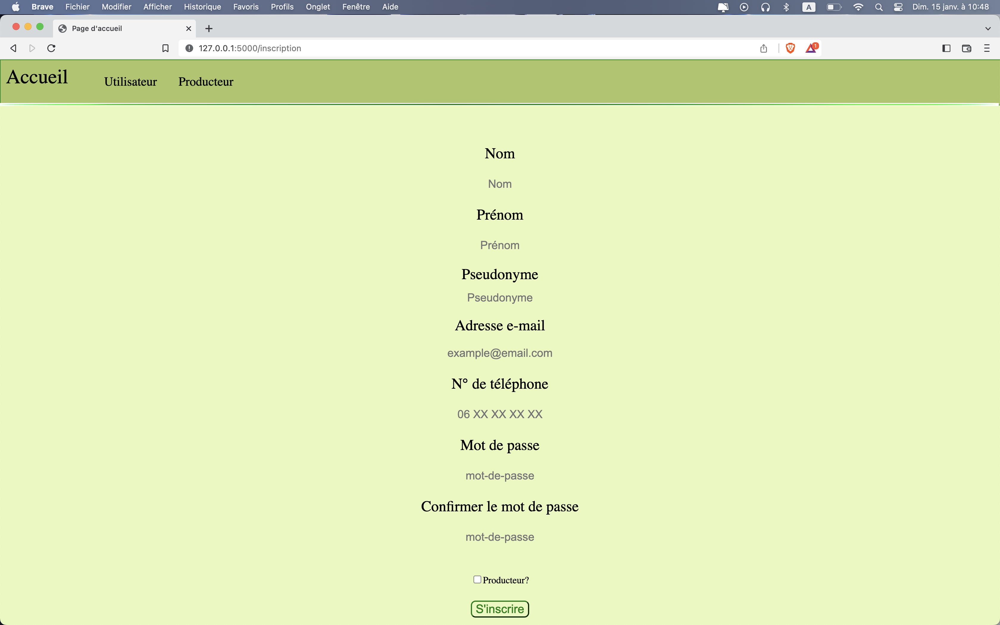 Brave Fichier Modifier Afficher Historique Favoris Profils Onglet Fenêtre Aide A Dim. 15 janv. à 10:48
Page d'accueil
127.0.0.1:5000/inscription 1
Accueil Utilisateur Producteur
Nom
Nom
Prénom
Prénom
Pseudonyme
Pseudonyme
Adresse e-mail
example@email.com
N° de téléphone
06 XX XX XX XX
Mot de passe
mot-de-passe
Confirmer le mot de passe
mot-de-passe
Producteur?
S'inscrire